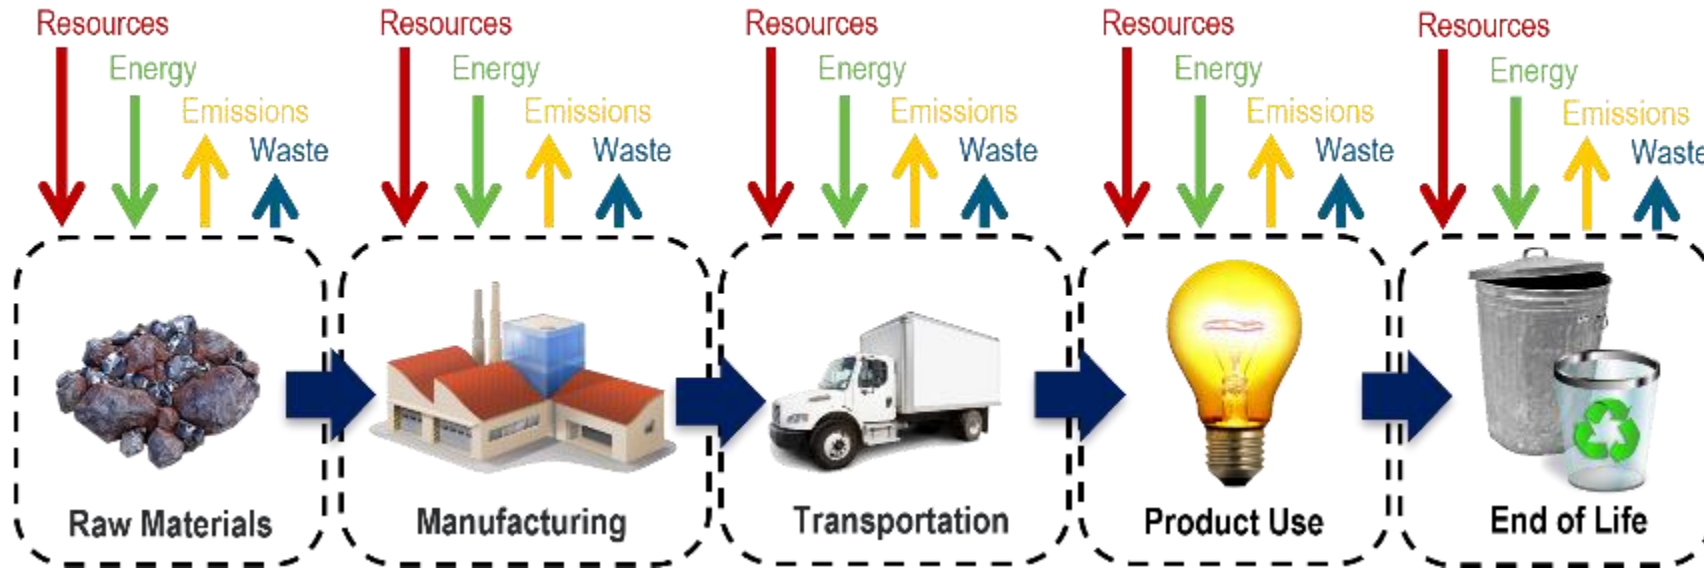 Resources
Energy
Emissions
Waste
Resources
Energy
Emissions
Waste
Resources
Energy
Emissions
Waste
Resources
Energy
Emissions
Waste
Resources
Energy
Emissions
Waste
Raw Materials
Manufacturing
Transportation
Product Use
End of Life